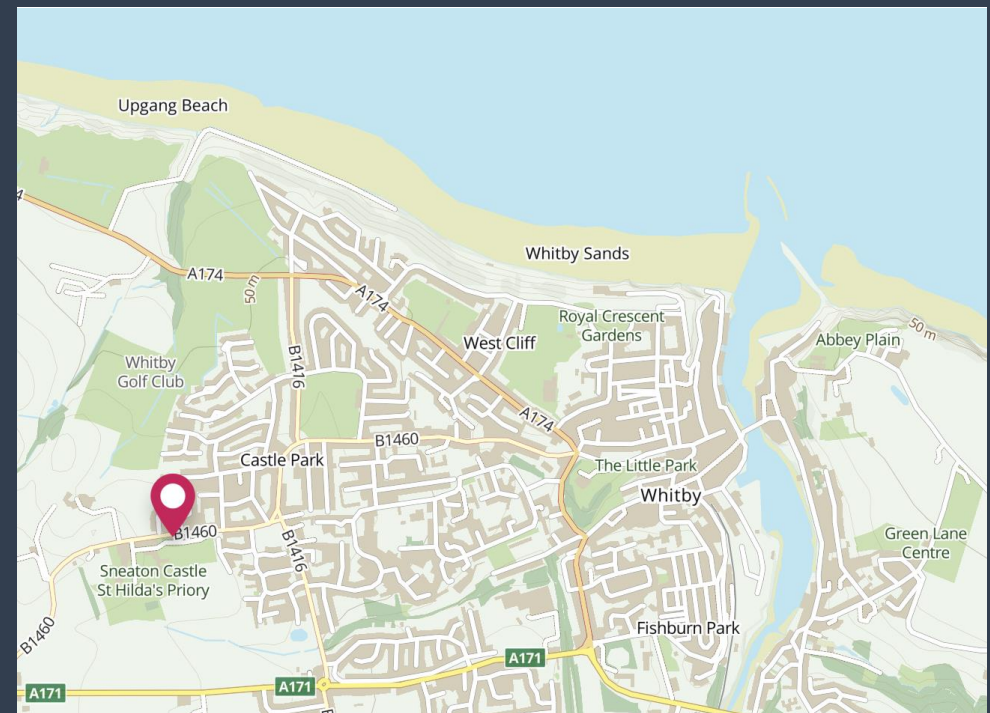 Upgang Beach
4
Whitby Sands
A174
50 m
A174
Royal Crescent
Gardens
50 m
Abbey Plain
West Cliff
B1416
Whitby
Golf Club
A174
B1460
Castle Park
The Little Park
Whitby
B1460
B1416
Green Lane
Centre
Sneaton Castle
St Hilda's Priory
B1460
Fishburn Park
A171
A171
A171